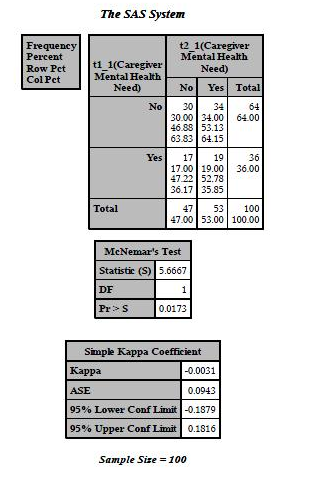 The SAS System
Frequency
Percent
Row Pct
Col Pct
t1_1(Caregiver
Mental Health
Need)
t2_1(Caregiver
Mental Health
Need)
No Yes Total
No 30 34 64
30.00 34.00 64.00
46.88 53.13
63.83 64.15
Yes 17 19 36
17.00 19.00 36.00
47.22 52.78
36.17 35.85
Total 47 53 100
47.00 53.00 100.00
McNemar's Test
Statistic (S) 5.6667
DF 1
Pr > S 0.0173
Simple Kappa Coefficient
Kappa -0.0031
ASE 0.0943
95% Lower Conf Limit -0.1879
95% Upper Conf Limit 0.1816
Sample Size = 100